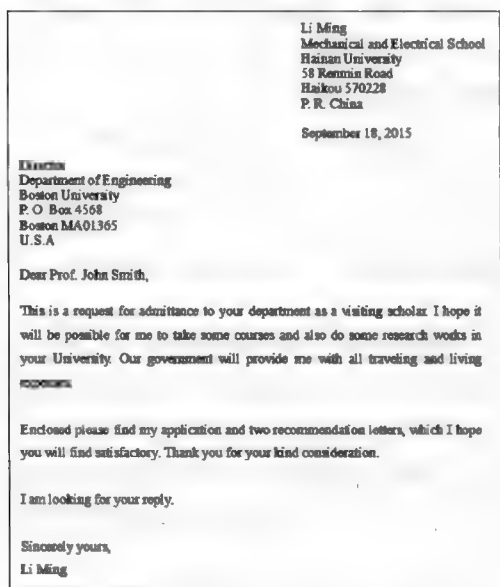 Li Ming
Mechanical and Electrical School
Hainan University
58 Renmin Road
Haikou 570228
P. R. China
September 18, 2015
Department of Engineering
Boston University
P. O Box 4568
Boston MA01365
U.S.A
Dear Prof. John Smith,
This is a request for admittance to your department as a visiting scholar. I hope it
will be possible for me to take some courses and also do some research works in
your University. Our government will provide me with all traveling and living
Enclosed please find my application and two recommendation letters, which I hope
you will find satisfactory. Thank you for your kind consideration.
I am looking for your reply.
Sincerely yours,
Li Ming